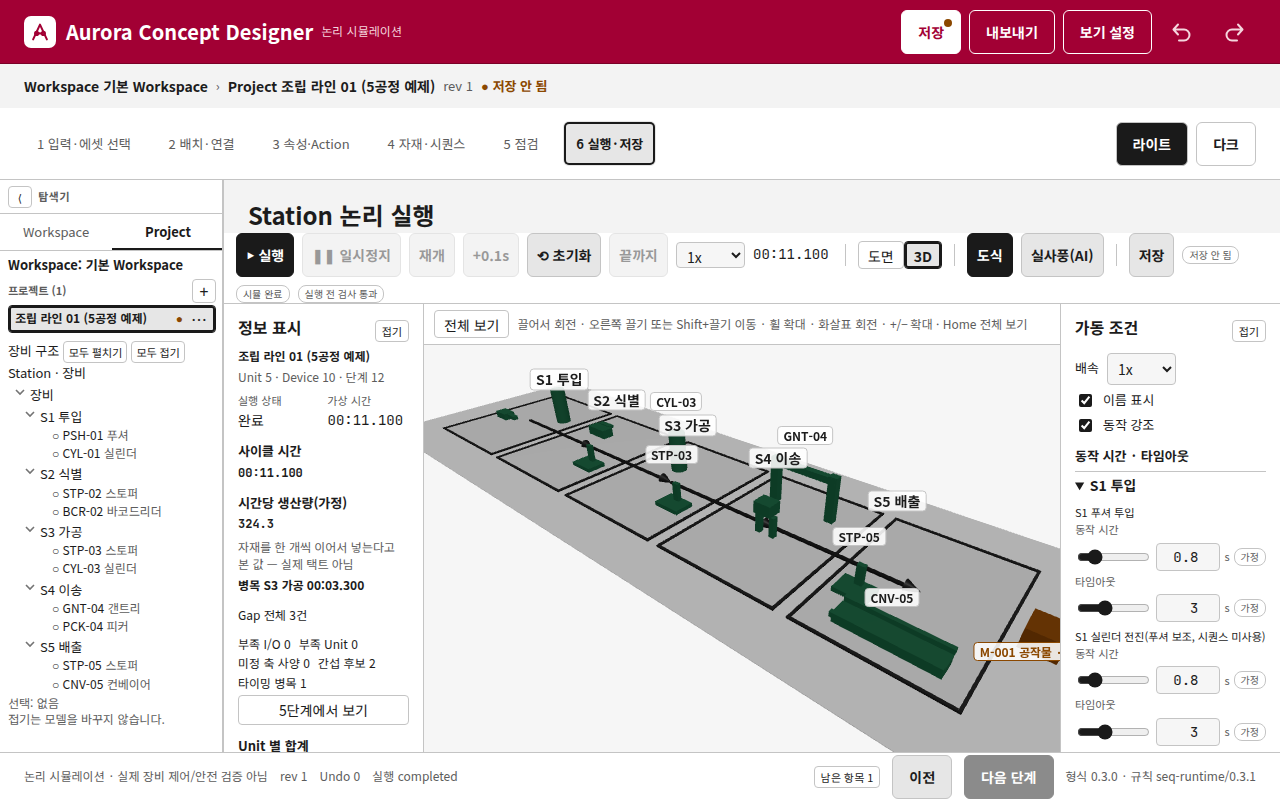 Aurora Concept Designer 논리 시뮬레이션
저장 내보내기 보기 설정
Workspace 기본 Workspace › Project 조립 라인 01 (5공정 예제) rev 1 ● 저장 안 됨
1 입력·에셋 선택 2 배치·연결 3 속성·Action 4 자재·시퀀스 5 점검 6 실행·저장
라이트 다크
⟨ 탐색기
Workspace Project
Workspace: 기본 Workspace
프로젝트 (1) +
조립 라인 01 (5공정 예제) ● ⋯
장비 구조 모두 펼치기 모두 접기
Station · 장비
장비
S1 투입
○ PSH-01 푸셔
○ CYL-01 실린더
S2 식별
○ STP-02 스토퍼
○ BCR-02 바코드리더
S3 가공
○ STP-03 스토퍼
○ CYL-03 실린더
S4 이송
○ GNT-04 갠트리
○ PCK-04 피커
S5 배출
○ STP-05 스토퍼
○ CNV-05 컨베이어
선택: 없음
접기는 모델을 바꾸지 않습니다.
Station 논리 실행
▶ 실행 ❚❚ 일시정지 재개 +0.1s ⟲ 초기화 끝까지 1x 00:11.100 도면 3D 도식 실사풍(AI) 저장 저장 안 됨
시뮬 완료 실행 전 검사 통과
정보 표시 접기
조립 라인 01 (5공정 예제)
Unit 5 · Device 10 · 단계 12
실행 상태 가상 시간
완료 00:11.100
사이클 시간
00:11.100
시간당 생산량(가정)
324.3
자재를 한 개씩 이어서 넣는다고
본 값 — 실제 택트 아님
병목 S3 가공 00:03.300
Gap 전체 3건
부족 I/O 0 부족 Unit 0
미정 축 사양 0 간섭 후보 2
타이밍 병목 1
5단계에서 보기
Unit 별 합계
전체 보기 끌어서 회전 · 오른쪽 끌기 또는 Shift+끌기 이동 · 휠 확대 · 화살표 회전 · +/− 확대 · Home 전체 보기
S1 투입
S2 식별
CYL-03
S3 가공
GNT-04
STP-03
S4 이송
S5 배출
STP-05
CNV-05
M-001 공작물 ·
가동 조건 접기
배속 1x
이름 표시
동작 강조
동작 시간 · 타임아웃
▼ S1 투입
S1 푸셔 투입
동작 시간
0.8 s 가정
타임아웃
3 s 가정
S1 실린더 전진(푸셔 보조, 시퀀스 미사용)
동작 시간
0.8 s 가정
타임아웃
3 s 가정
논리 시뮬레이션 · 실제 장비 제어/안전 검증 아님 rev 1 Undo 0 실행 completed
남은 항목 1 이전 다음 단계 형식 0.3.0 · 규칙 seq-runtime/0.3.1